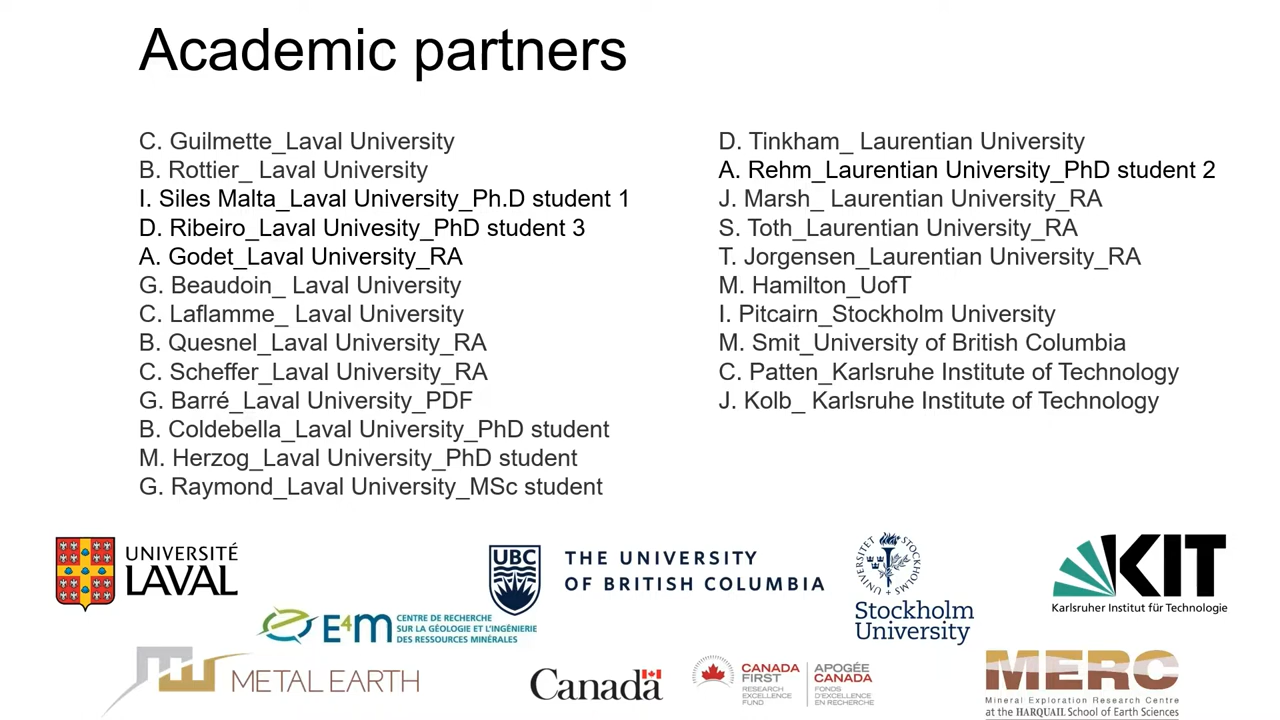 Academic partners
C. Guilmette_Laval University
B. Rottier_ Laval University
I. Siles Malta_Laval University_Ph.D student 1
D. Ribeiro_Laval Univesity_PhD student 3
A. Godet_Laval University_RA
G. Beaudoin_ Laval University
C. Laflamme_ Laval University
B. Quesnel_Laval University_RA
C. Scheffer_Laval University_RA
G. Barré_Laval University_PDF
B. Coldebella_Laval University_PhD student
M. Herzog_Laval University_PhD student
G. Raymond_Laval University_MSc student
D. Tinkham_ Laurentian University
A. Rehm_Laurentian University_PhD student 2
J. Marsh_ Laurentian University_RA
S. Toth_Laurentian University_RA
T. Jorgensen_Laurentian University_RA
M. Hamilton_UofT
I. Pitcairn_Stockholm University
M. Smit_University of British Columbia
C. Patten_Karlsruhe Institute of Technology
J. Kolb_ Karlsruhe Institute of Technology
UNIVERSITÉ
LAVAL
E4m
CENTRE DE RECHERCHE
SUR LA GÉOLOGIE ET L'INGÉNIERIE
DES RESSOURCES MINÉRALES
UBC
THE UNIVERSITY
OF BRITISH COLUMBIA
STOCKHOLMS UNIVERSITET
Stockholm
University
KIT
Karlsruher Institut für Technologie
METAL EARTH
Canada
CANADA
FIRST
RESEARCH
EXCELLENCE
FUND
APOGÉE
CANADA
FONDS
D'EXCELLENCE
EN RECHERCHE
MERC
Mineral Exploration Research Centre
at the HARQUAIL School of Earth Sciences